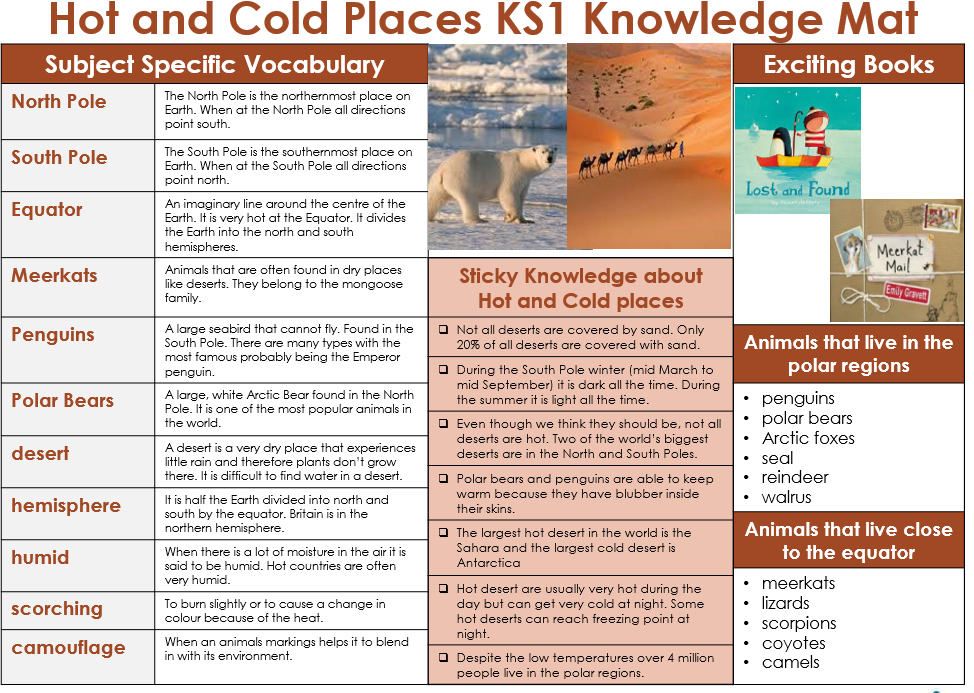 Hot and Cold Places KS1 Knowledge Mat
Subject Specific Vocabulary
North Pole
The North Pole is the northernmost place on
Earth. When at the North Pole all directions
point south.
South Pole
The South Pole is the southernmost place on
Earth. When at the South Pole all directions
point north.
Equator
An imaginary line around the centre of the
Earth. It is very hot at the Equator. It divides
the Earth into the north and south
hemispheres.
Meerkats
Animals that are often found in dry places
like deserts. They belong to the mongoose
family.
Penguins
A large seabird that cannot fly. Found in the
South Pole. There are many types with the
most famous probably being the Emperor
penguin.
Polar Bears
A large, white Arctic Bear found in the North
Pole. It is one of the most popular animals in
the world.
desert
A desert is a very dry place that experiences
little rain and therefore plants don't grow
there. It is difficult to find water in a desert.
hemisphere
It is half the Earth divided into north and
south by the equator. Britain is in the
northern hemisphere.
humid
When there is a lot of moisture in the air it is
said to be humid. Hot countries are often
very humid.
scorching
To burn slightly or to cause a change in
colour because of the heat.
camouflage
When an animals markings helps it to blend
in with its environment.
Sticky Knowledge about
Hot and Cold places
Not all deserts are covered by sand. Only
20% of all deserts are covered with sand.
During the South Pole winter (mid March to
mid September) it is dark all the time. During
the summer it is light all the time.
Even though we think they should be, not all
deserts are hot. Two of the world's biggest
deserts are in the North and South Poles.
Polar bears and penguins are able to keep
warm because they have blubber inside
their skins.
The largest hot desert in the world is the
Sahara and the largest cold desert is
Antarctica
Hot desert are usually very hot during the
day but can get very cold at night. Some
hot deserts can reach freezing point at
night.
Despite the low temperatures over 4 million
people live in the polar regions.
Exciting Books
Lost and Found
Meerkat
Mail
Emily Gravett
Animals that live in the
polar regions
• penguins
• polar bears
• Arctic foxes
• seal
• reindeer
• walrus
Animals that live close
to the equator
• meerkats
• lizards
• scorpions
• coyotes
• camels